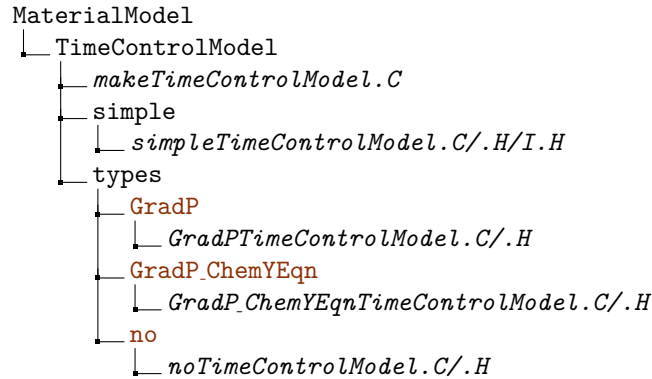 MaterialModel
TimeControlModel
makeTimeControlModel.C
simple
simpleTimeControlModel.C/.H/I.H
types
GradP
GradPTimeControlModel.C/.H
GradP_ChemYEqn
GradP_ChemYEqnTimeControlModel.C/.H
no
noTimeControlModel.C/.H